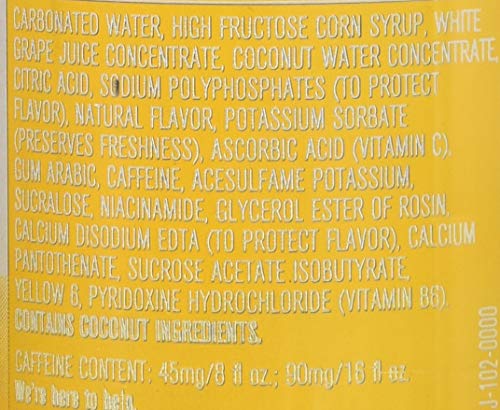 CARBONATED WATER, HIGH FRUCTOSE CORN SYRUP, WHITE
GRAPE JUICE CONCENTRATE, COCONUT WATER CONCENTRATE,
CITRIC ACID, SODIUM POLYPHOSPHATES (TO PROTECT
FLAVOR), NATURAL FLAVOR, POTASSIUM SORBATE
(PRESERVES FRESHNESS), ASCORBIC ACID (VITAMIN C),
GUM ARABIC, CAFFEINE, ACESULFAME POTASSIUM,
SUCRALOSE, NIACINAMIDE, GLYCEROL ESTER OF ROSIN,
CALCIUM DISODIUM EDTA (TO PROTECT FLAVOR), CALCIUM
PANTOTHENATE, SUCROSE ACETATE ISOBUTYRATE,
YELLOW 6, PYRIDOXINE HYDROCHLORIDE (VITAMIN B6).
CONTAINS COCONUT INGREDIENTS.
CAFFEINE CONTENT: 45mg/8 fl oz.; 90mg/16 fl oz.
We're here to help.
J-102-0000